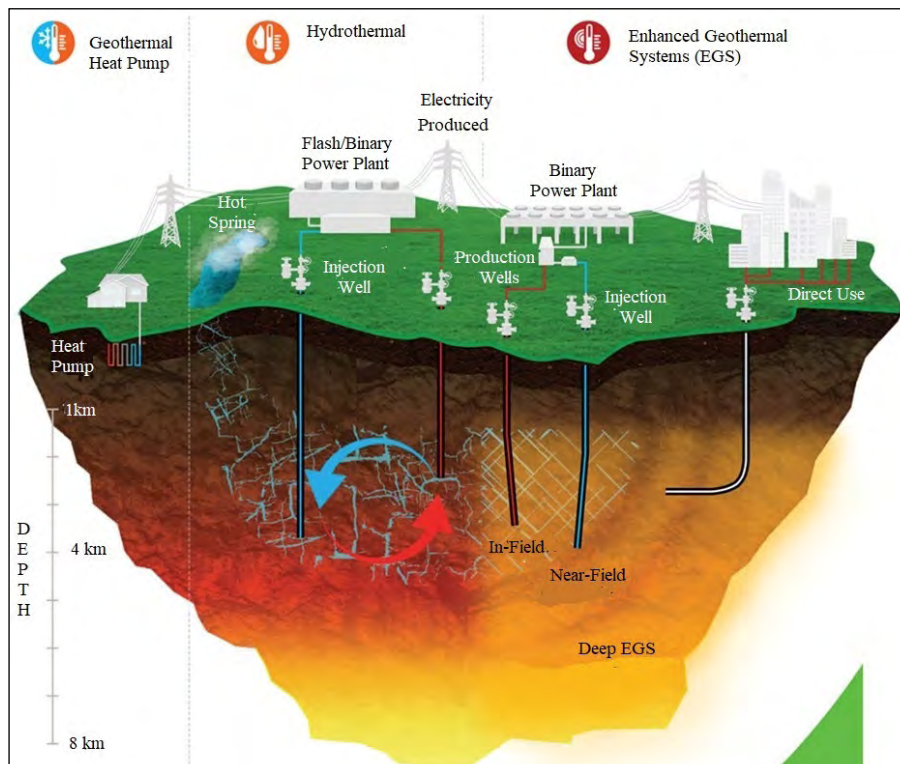 Geothermal
Heat Pump
Hydrothermal
Enhanced Geothermal
Systems (EGS)
Electricity
Produced
Flash/Binary
Power Plant
Binary
Power Plant
Hot
Spring
Injection
Well
Production
Wells
Injection
Well
Direct Use
Heat
Pump
1km
In-Field
4 km
Near-Field
DEPTH
Deep EGS
8 km